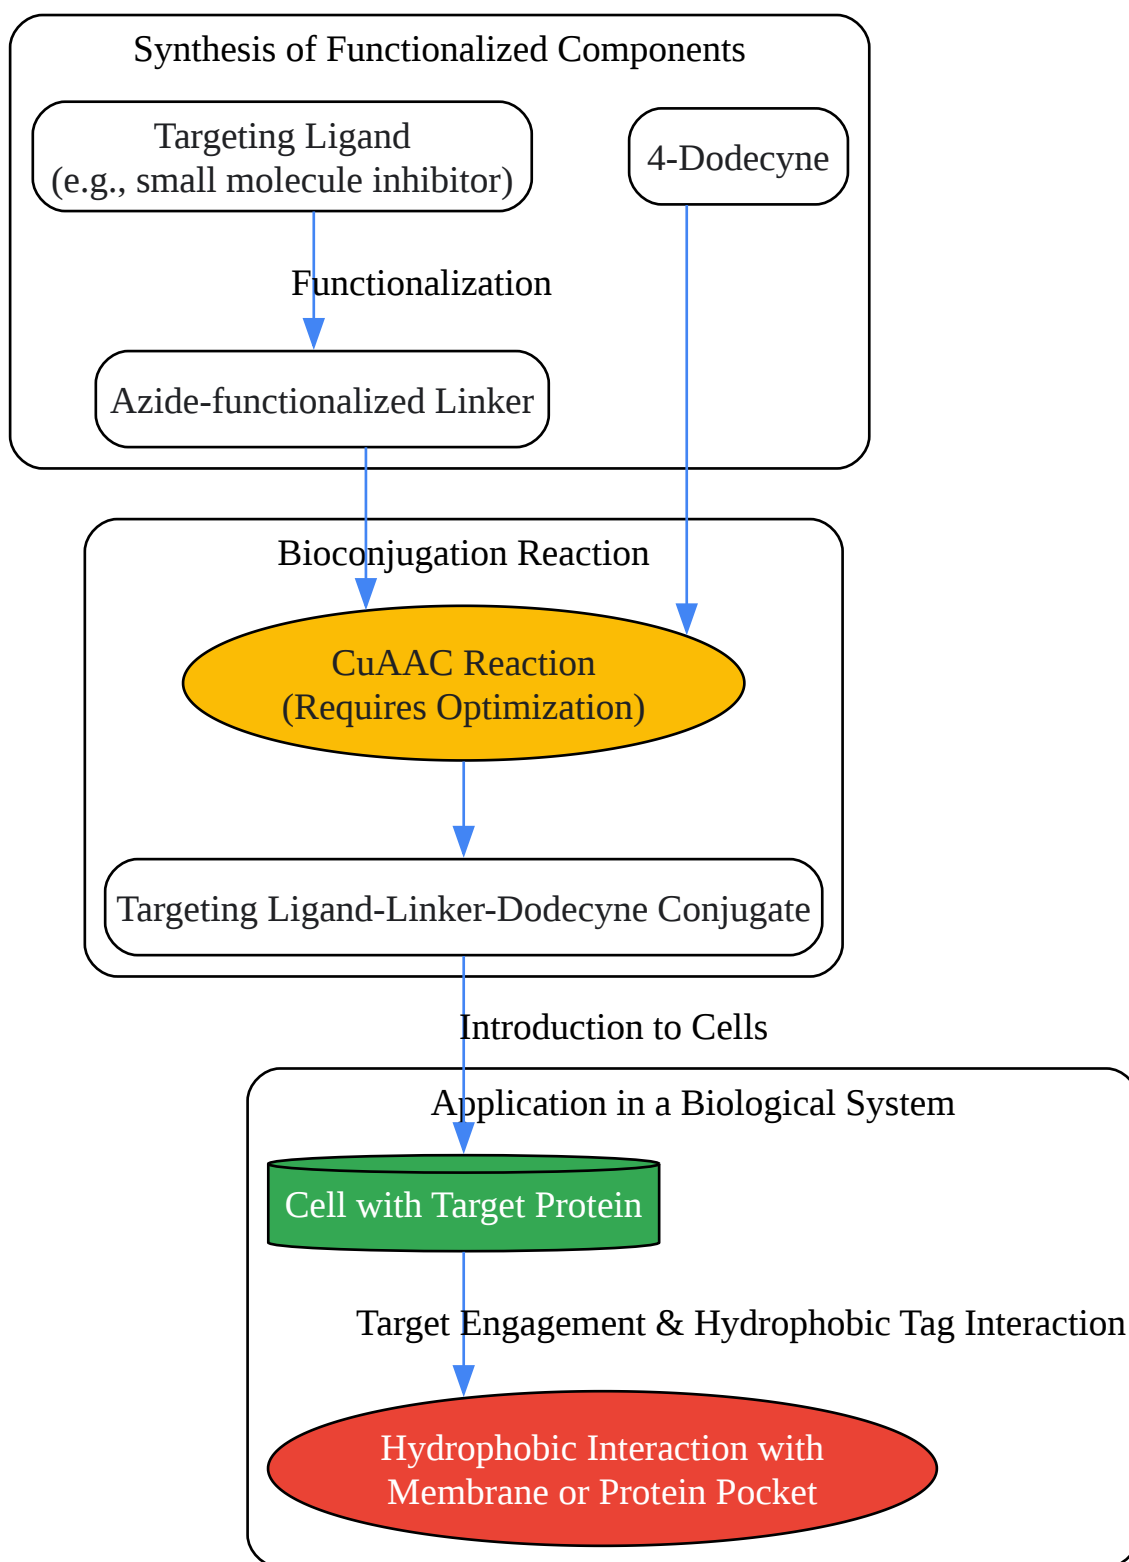 Synthesis of Functionalized Components
Targeting Ligand
(e.g., small molecule inhibitor)
4-Dodecyne
Functionalization
Azide-functionalized Linker
Bioconjugation Reaction
CuAAC Reaction
(Requires Optimization)
Targeting Ligand-Linker-Dodecyne Conjugate
Introduction to Cells
Application in a Biological System
Cell with Target Protein
Target Engagement & Hydrophobic Tag Interaction
Hydrophobic Interaction with
Membrane or Protein Pocket